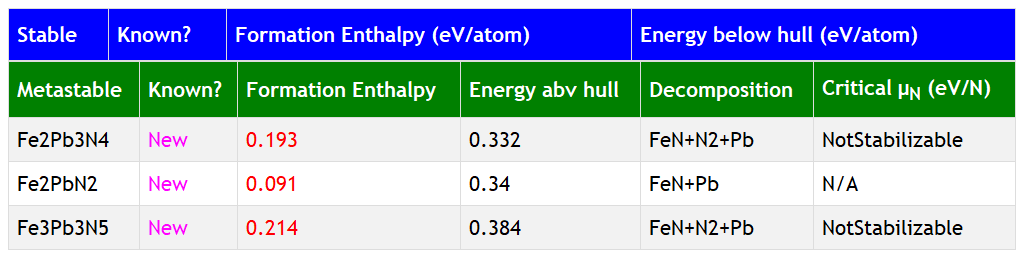 Stable Known? Formation Enthalpy (eV/atom) Energy below hull (eV/atom)
Metastable Known? Formation Enthalpy Energy abv hull Decomposition Critical μN (eV/N)
Fe2Pb3N4 New 0.193 0.332 FeN+N2+Pb NotStabilizable
Fe2PbN2 New 0.091 0.34 FeN+Pb N/A
Fe3Pb3N5 New 0.214 0.384 FeN+N2+Pb NotStabilizable